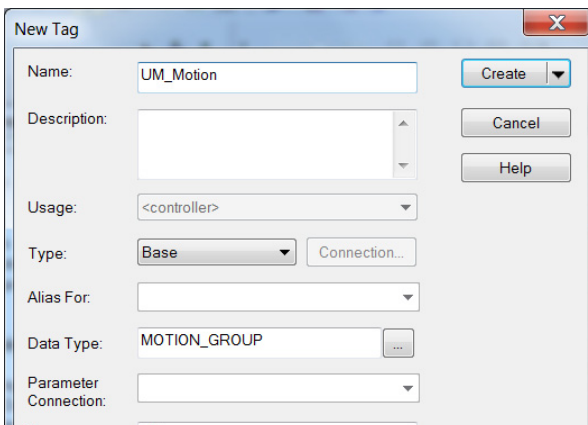 New Tag
Name:
UM_Motion
Create
Description:
Cancel
Help
Usage:
<controller>
Type:
Base
Connection...
Alias For:
Data Type:
MOTION_GROUP
...
Parameter
Connection: